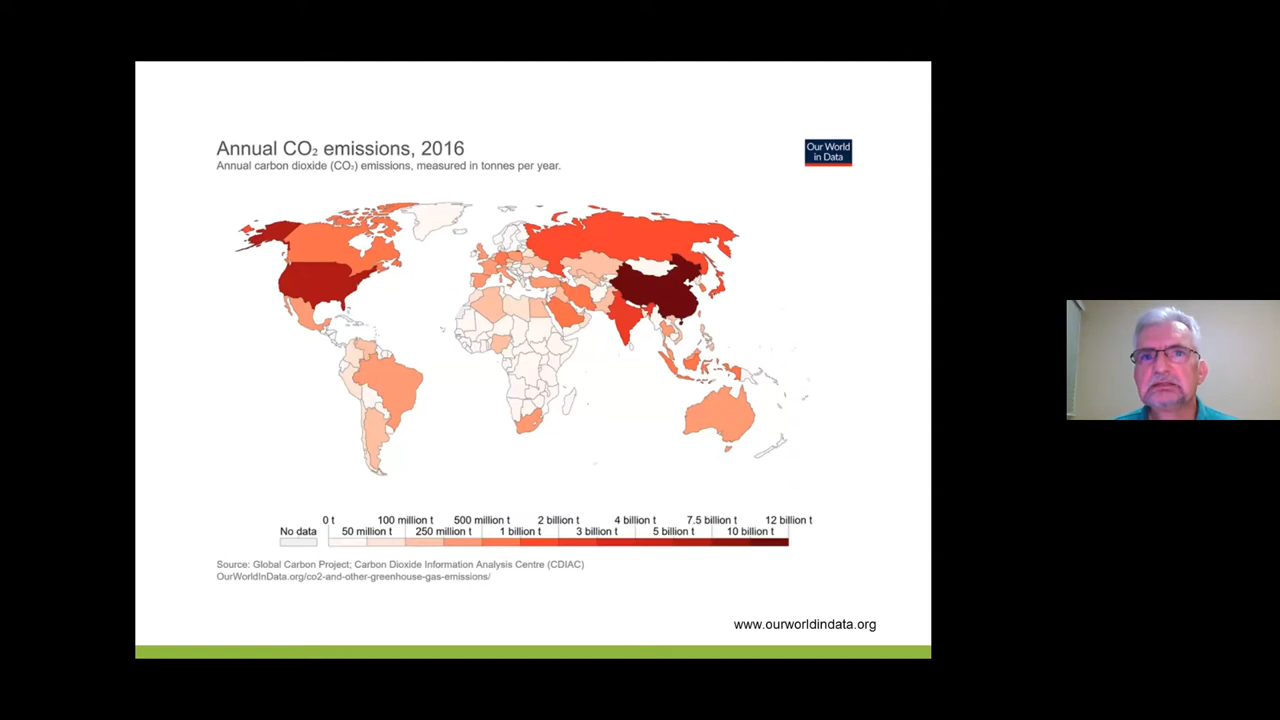 Annual CO₂ emissions, 2016
Annual carbon dioxide (CO₂) emissions, measured in tonnes per year.
Our World
in Data
0 t 100 million t 500 million t 2 billion t 4 billion t 7.5 billion t 12 billion t
No data 50 million t 250 million t 1 billion t 3 billion t 5 billion t 10 billion t
Source: Global Carbon Project; Carbon Dioxide Information Analysis Centre (CDIAC)
OurWorldInData.org/co2-and-other-greenhouse-gas-emissions/
www.ourworldindata.org